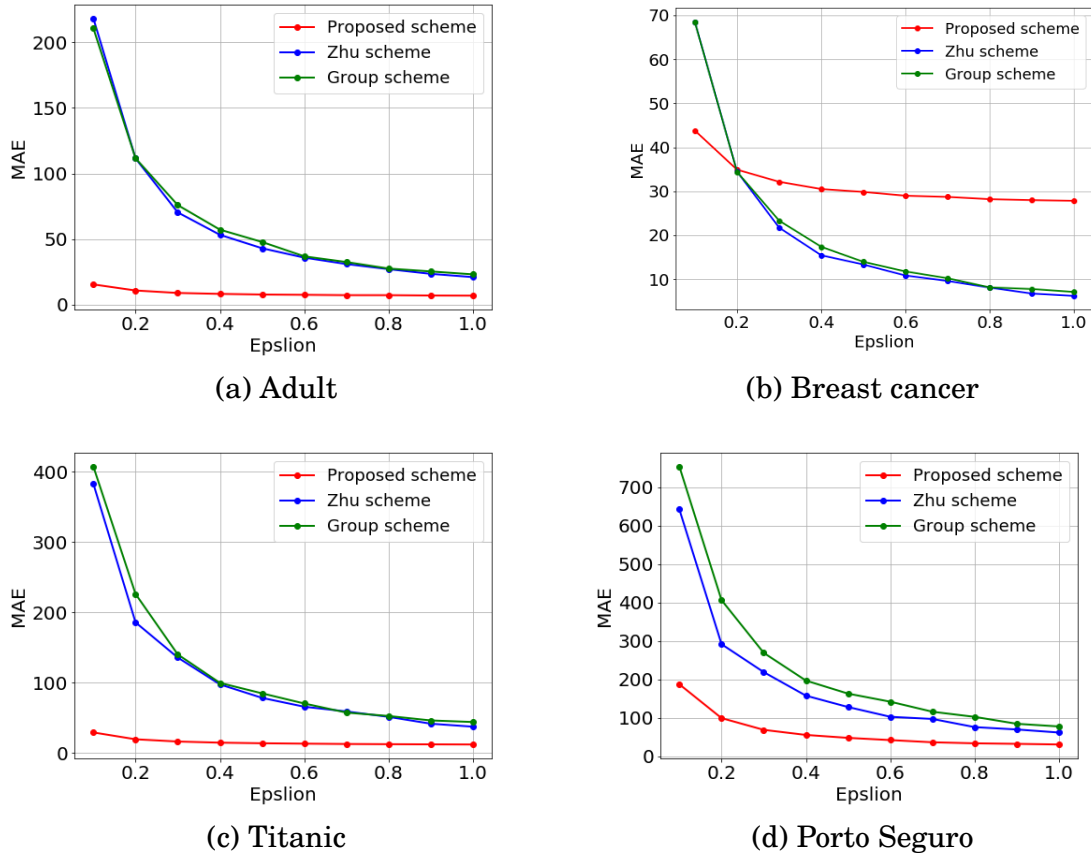 Proposed scheme
Zhu scheme
Group scheme
200
150
100
50
0
MAE
0.2 0.4 0.6 0.8 1.0
Epslion
(a) Adult
Proposed scheme
Zhu scheme
Group scheme
70
60
50
40
30
20
10
MAE
0.2 0.4 0.6 0.8 1.0
Epslion
(b) Breast cancer
Proposed scheme
Zhu scheme
Group scheme
400
300
200
100
0
MAE
0.2 0.4 0.6 0.8 1.0
Epslion
(c) Titanic
Proposed scheme
Zhu scheme
Group scheme
700
600
500
400
300
200
100
0
MAE
0.2 0.4 0.6 0.8 1.0
Epslion
(d) Porto Seguro